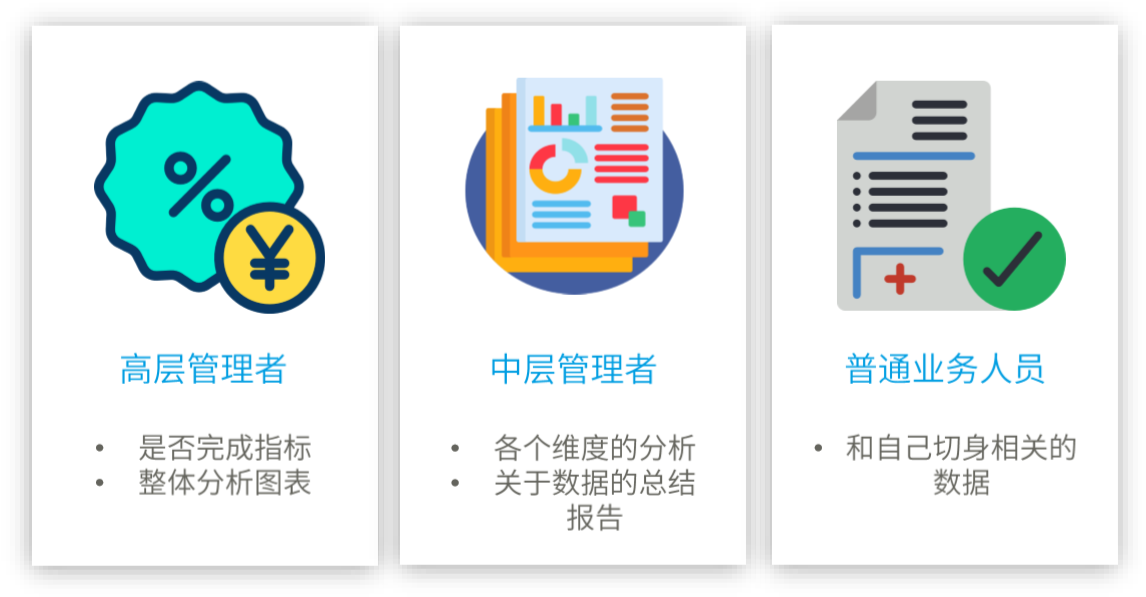 高层管理者
• 是否完成指标
• 整体分析图表
中层管理者
• 各个维度的分析
• 关于数据的总结
报告
普通业务人员
• 和自己切身相关的
数据